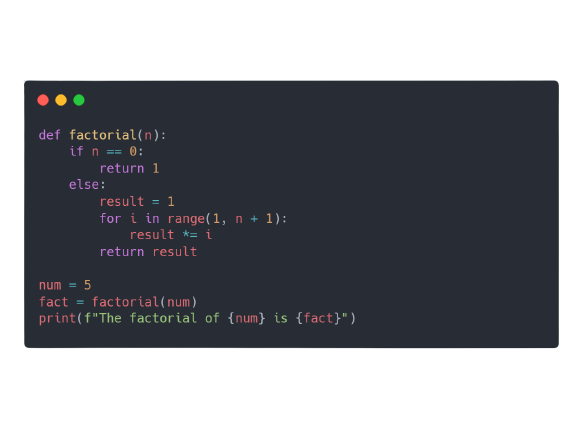 def factorial(n):
    if n == 0:
        return 1
    else:
        result = 1
        for i in range(1, n + 1):
            result *= i
        return result

num = 5
fact = factorial(num)
print(f"The factorial of {num} is {fact}")